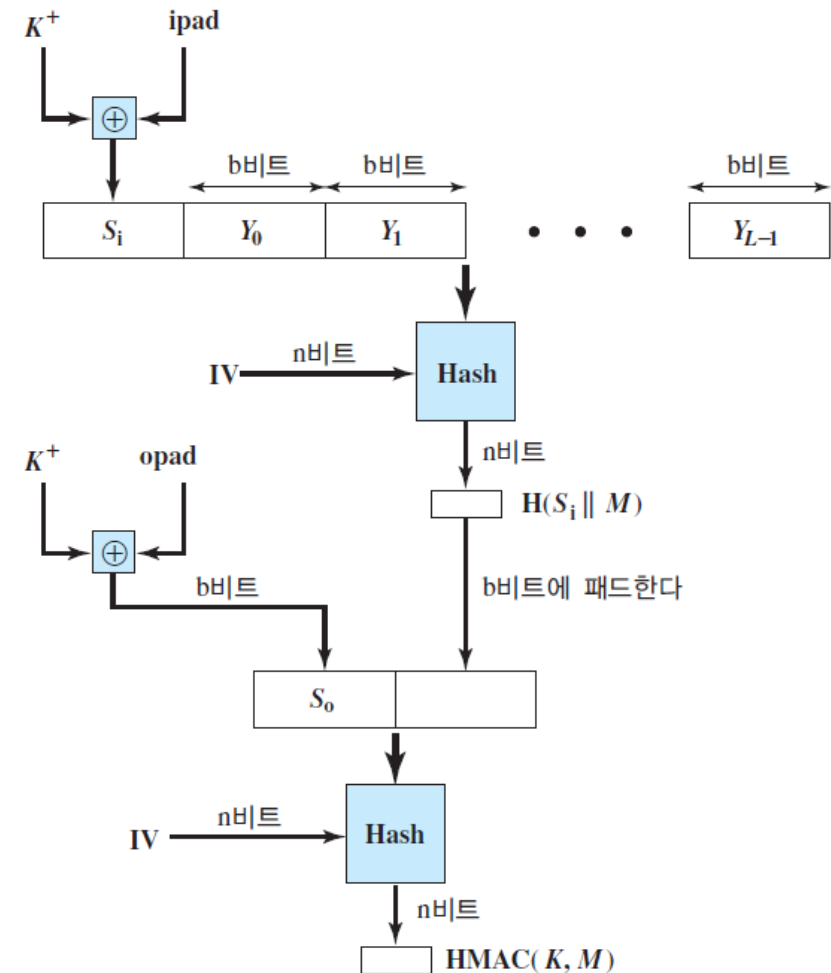 K⁺ ipad
⊕
b비트 b비트 b비트
Sᵢ Y₀ Y₁ • • • Y_{L–1}
n비트
IV Hash
n비트
K⁺ opad
H(Sᵢ || M)
⊕
b비트 b비트에 패드한다
Sₒ
n비트
IV Hash
n비트
HMAC(K, M)